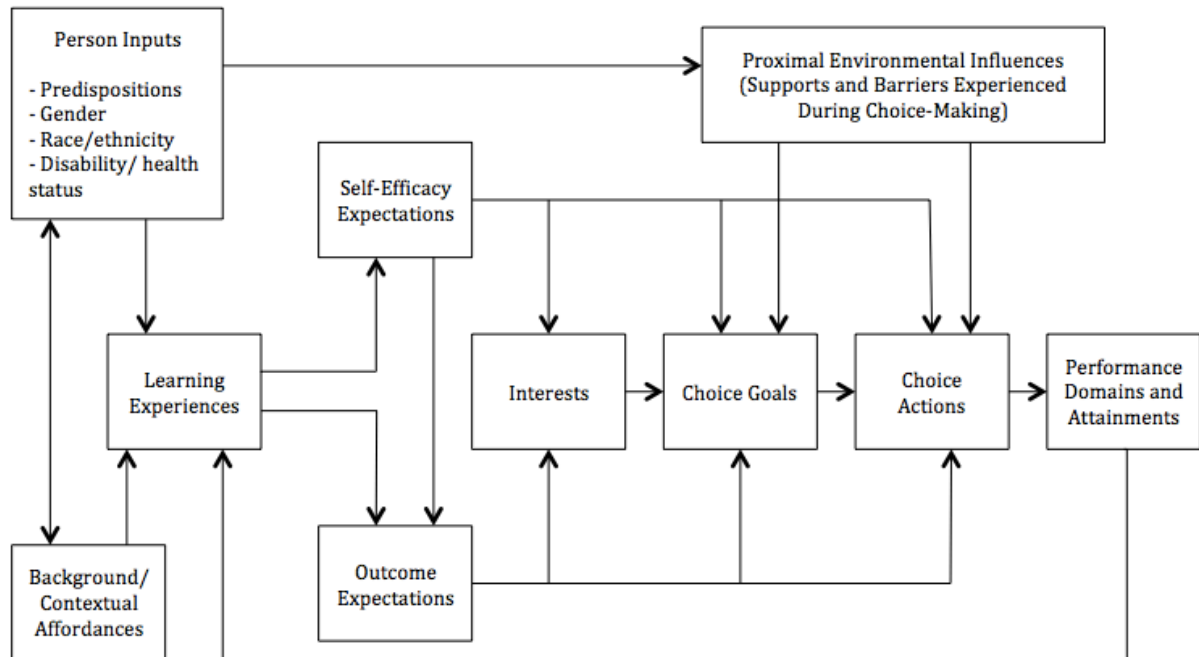 Person Inputs
- Predispositions
- Gender
- Race/ethnicity
- Disability/ health
status
Proximal Environmental Influences
(Supports and Barriers Experienced
During Choice-Making)
Self-Efficacy
Expectations
Learning
Experiences
Interests
Choice Goals
Choice
Actions
Performance
Domains and
Attainments
Background/
Contextual
Affordances
Outcome
Expectations